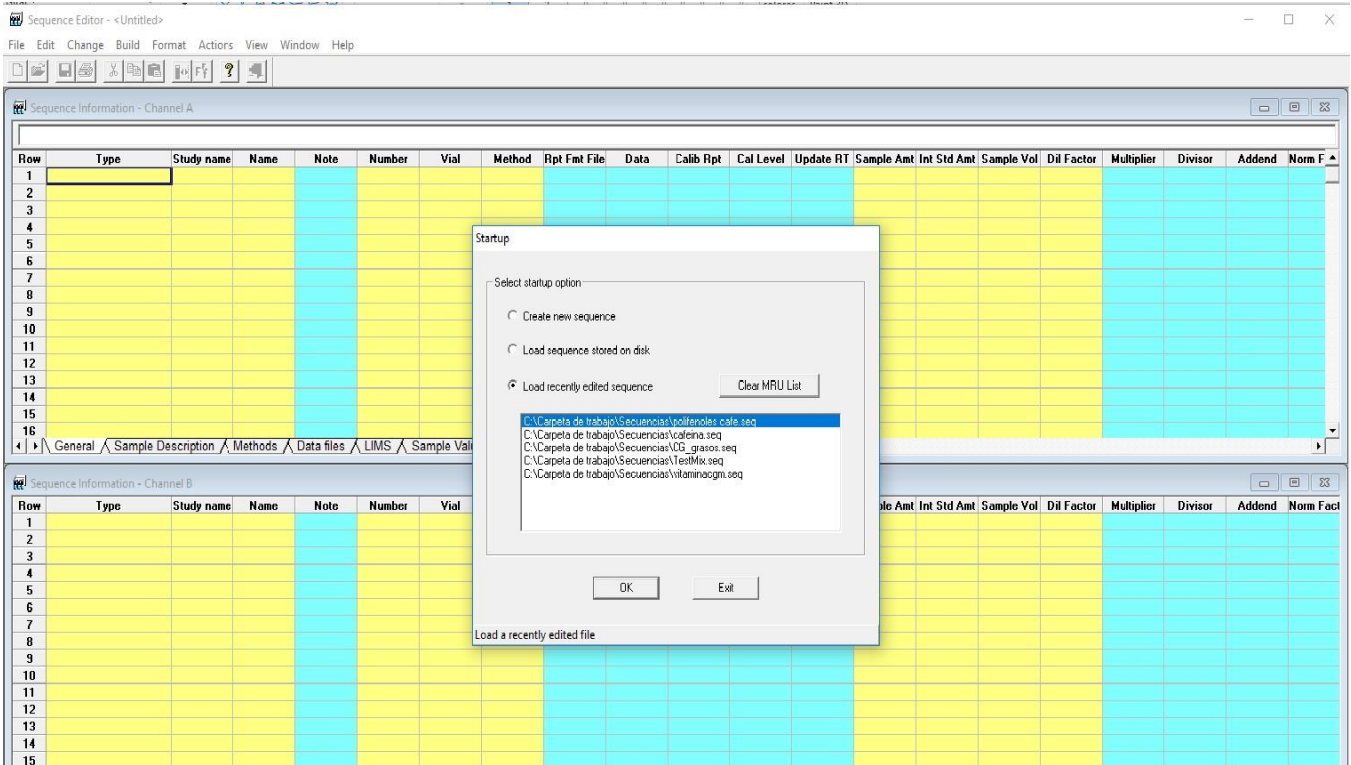 Sequence Editor - <Untitled>
File Edit Change Build Format Actions View Window Help
Sequence Information - Channel A
Row Type Study name Name Note Number Vial Method Rpt Fmt File Data Calib Rpt Cal Level Update RT Sample Amt Int Std Amt Sample Vol Dil Factor Multiplier Divisor Addend Norm F
1
2
3
4
5
6
7
8
9
10
11
12
13
14
15
16
General Sample Description Methods Data files LIMS Sample Val
Startup
Select startup option
Create new sequence
Load sequence stored on disk
Load recently edited sequence Clear MRU List
C:\Carpeta de trabajo\Secuencias\polifenoles cafe.seq
C:\Carpeta de trabajo\Secuencias\cafeina.seq
C:\Carpeta de trabajo\Secuencias\CG_grasos.seq
C:\Carpeta de trabajo\Secuencias\TestMix.seq
C:\Carpeta de trabajo\Secuencias\vitaminacgm.seq
OK Exit
Load a recently edited file
Sequence Information - Channel B
Row Type Study name Name Note Number Vial ple Amt Int Std Amt Sample Vol Dil Factor Multiplier Divisor Addend Norm Fact
1
2
3
4
5
6
7
8
9
10
11
12
13
14
15